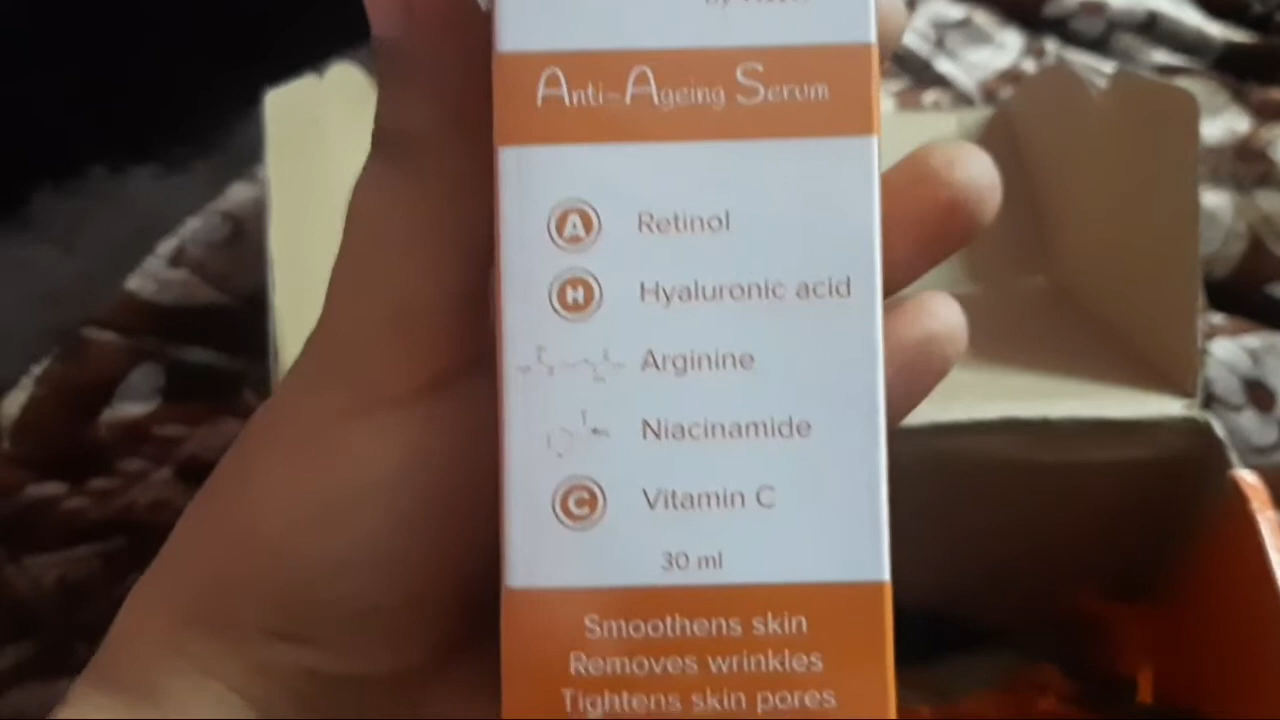 Anti-Ageing Serum
A Retinol
H Hyaluronic acid
Arginine
Niacinamide
C Vitamin C
30 ml
Smoothens skin
Removes wrinkles
Tightens skin pores